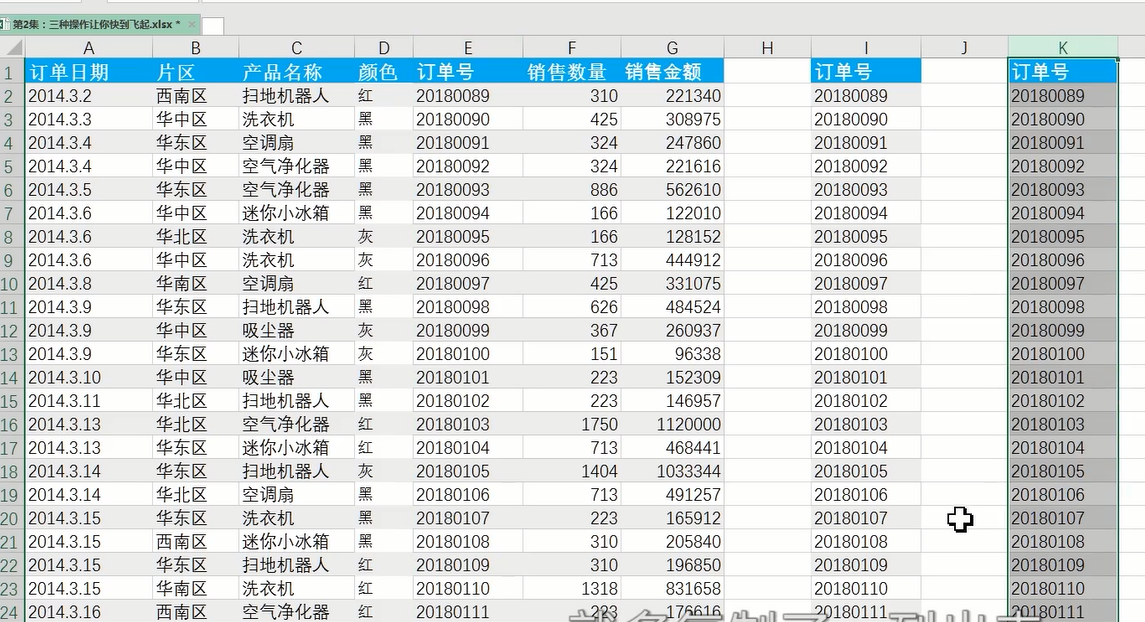 第2集：三种操作让你快到飞起.xlsx *
A B C D E F G H I J K
1 订单日期 片区 产品名称 颜色 订单号 销售数量 销售金额 订单号 订单号
2 2014.3.2 西南区 扫地机器人 红 20180089 310 221340 20180089 20180089
3 2014.3.3 华中区 洗衣机 黑 20180090 425 308975 20180090 20180090
4 2014.3.4 华东区 空调扇 黑 20180091 324 247860 20180091 20180091
5 2014.3.4 华中区 空气净化器 黑 20180092 324 221616 20180092 20180092
6 2014.3.5 华东区 空气净化器 黑 20180093 886 562610 20180093 20180093
7 2014.3.6 华中区 迷你小冰箱 黑 20180094 166 122010 20180094 20180094
8 2014.3.6 华北区 洗衣机 灰 20180095 166 128152 20180095 20180095
9 2014.3.6 华中区 洗衣机 灰 20180096 713 444912 20180096 20180096
10 2014.3.8 华南区 空调扇 红 20180097 425 331075 20180097 20180097
11 2014.3.9 华东区 扫地机器人 黑 20180098 626 484524 20180098 20180098
12 2014.3.9 华中区 吸尘器 灰 20180099 367 260937 20180099 20180099
13 2014.3.9 华东区 迷你小冰箱 灰 20180100 151 96338 20180100 20180100
14 2014.3.10 华中区 吸尘器 黑 20180101 223 152309 20180101 20180101
15 2014.3.11 华北区 扫地机器人 黑 20180102 223 146957 20180102 20180102
16 2014.3.13 华北区 空气净化器 红 20180103 1750 1120000 20180103 20180103
17 2014.3.13 华东区 迷你小冰箱 红 20180104 713 468441 20180104 20180104
18 2014.3.14 华东区 扫地机器人 灰 20180105 1404 1033344 20180105 20180105
19 2014.3.14 华北区 空调扇 黑 20180106 713 491257 20180106 20180106
20 2014.3.15 华东区 洗衣机 黑 20180107 223 165912 20180107 20180107
21 2014.3.15 西南区 迷你小冰箱 黑 20180108 310 205840 20180108 20180108
22 2014.3.15 华东区 扫地机器人 红 20180109 310 196850 20180109 20180109
23 2014.3.15 华南区 洗衣机 红 20180110 1318 831658 20180110 20180110
24 2014.3.16 西南区 空气净化器 红 20180111 223 176616 20180111 20180111